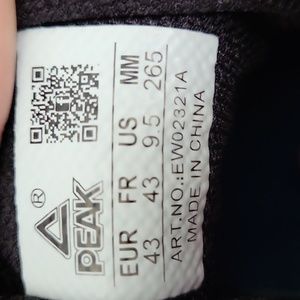 PEAK®
EUR FR US MM
43 43 9.5 265
ART.NO.:EW02321A
MADE IN CHINA